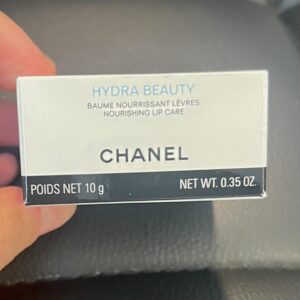 HYDRA BEAUTY
BAUME NOURRISSANT LÈVRES
NOURISHING LIP CARE
CHANEL
POIDS NET 10 g NET WT. 0.35 OZ.